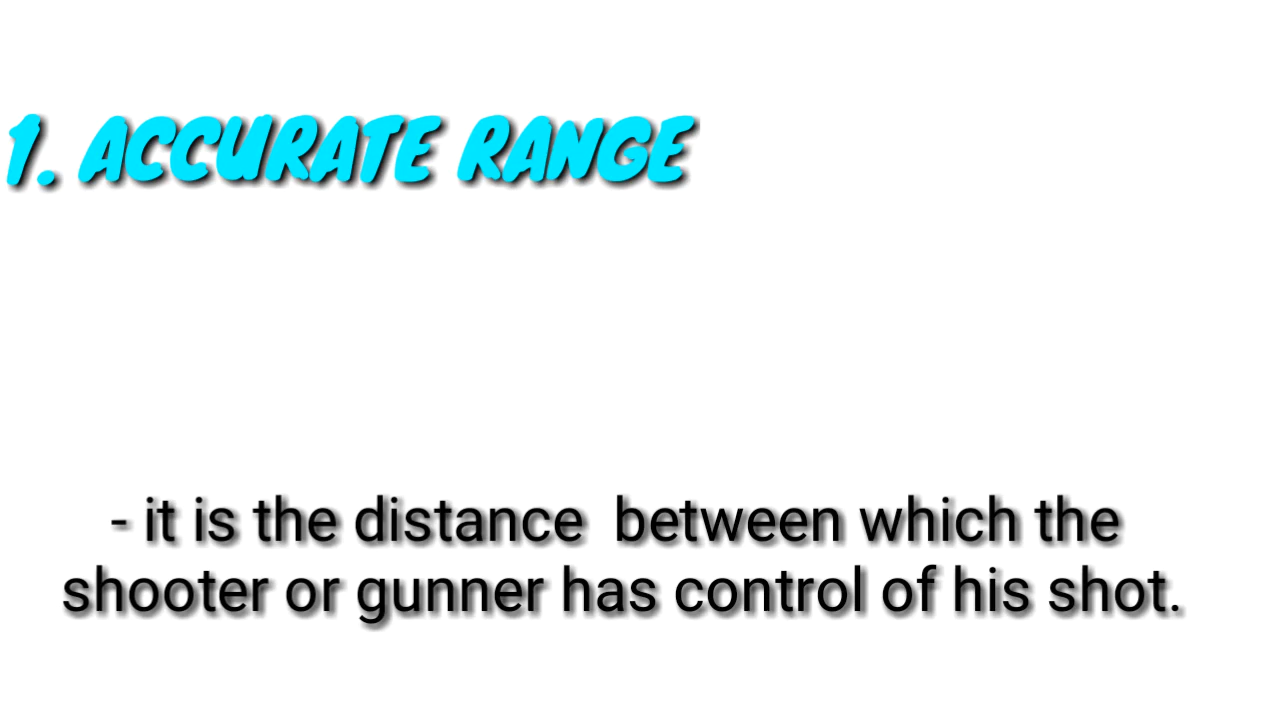 1. ACCURATE RANGE
- it is the distance  between which the
shooter or gunner has control of his shot.